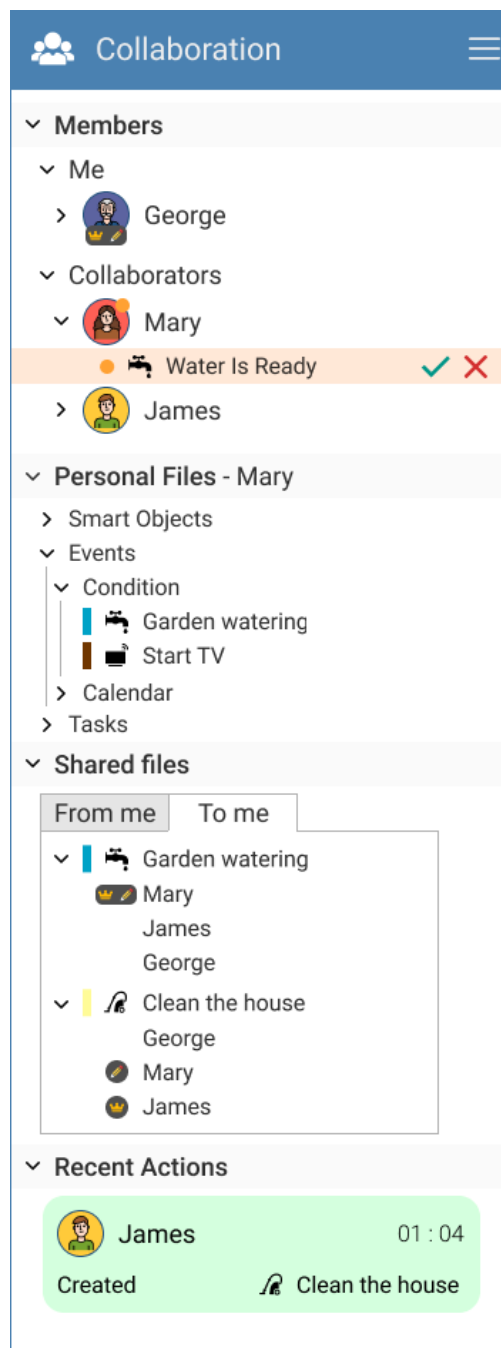 Collaboration
Members
Me
George
Collaborators
Mary
Water Is Ready
James
Personal Files - Mary
Smart Objects
Events
Condition
Garden watering
Start TV
Calendar
Tasks
Shared files
From me To me
Garden watering
Mary
James
George
Clean the house
George
Mary
James
Recent Actions
James 01 : 04
Created Clean the house